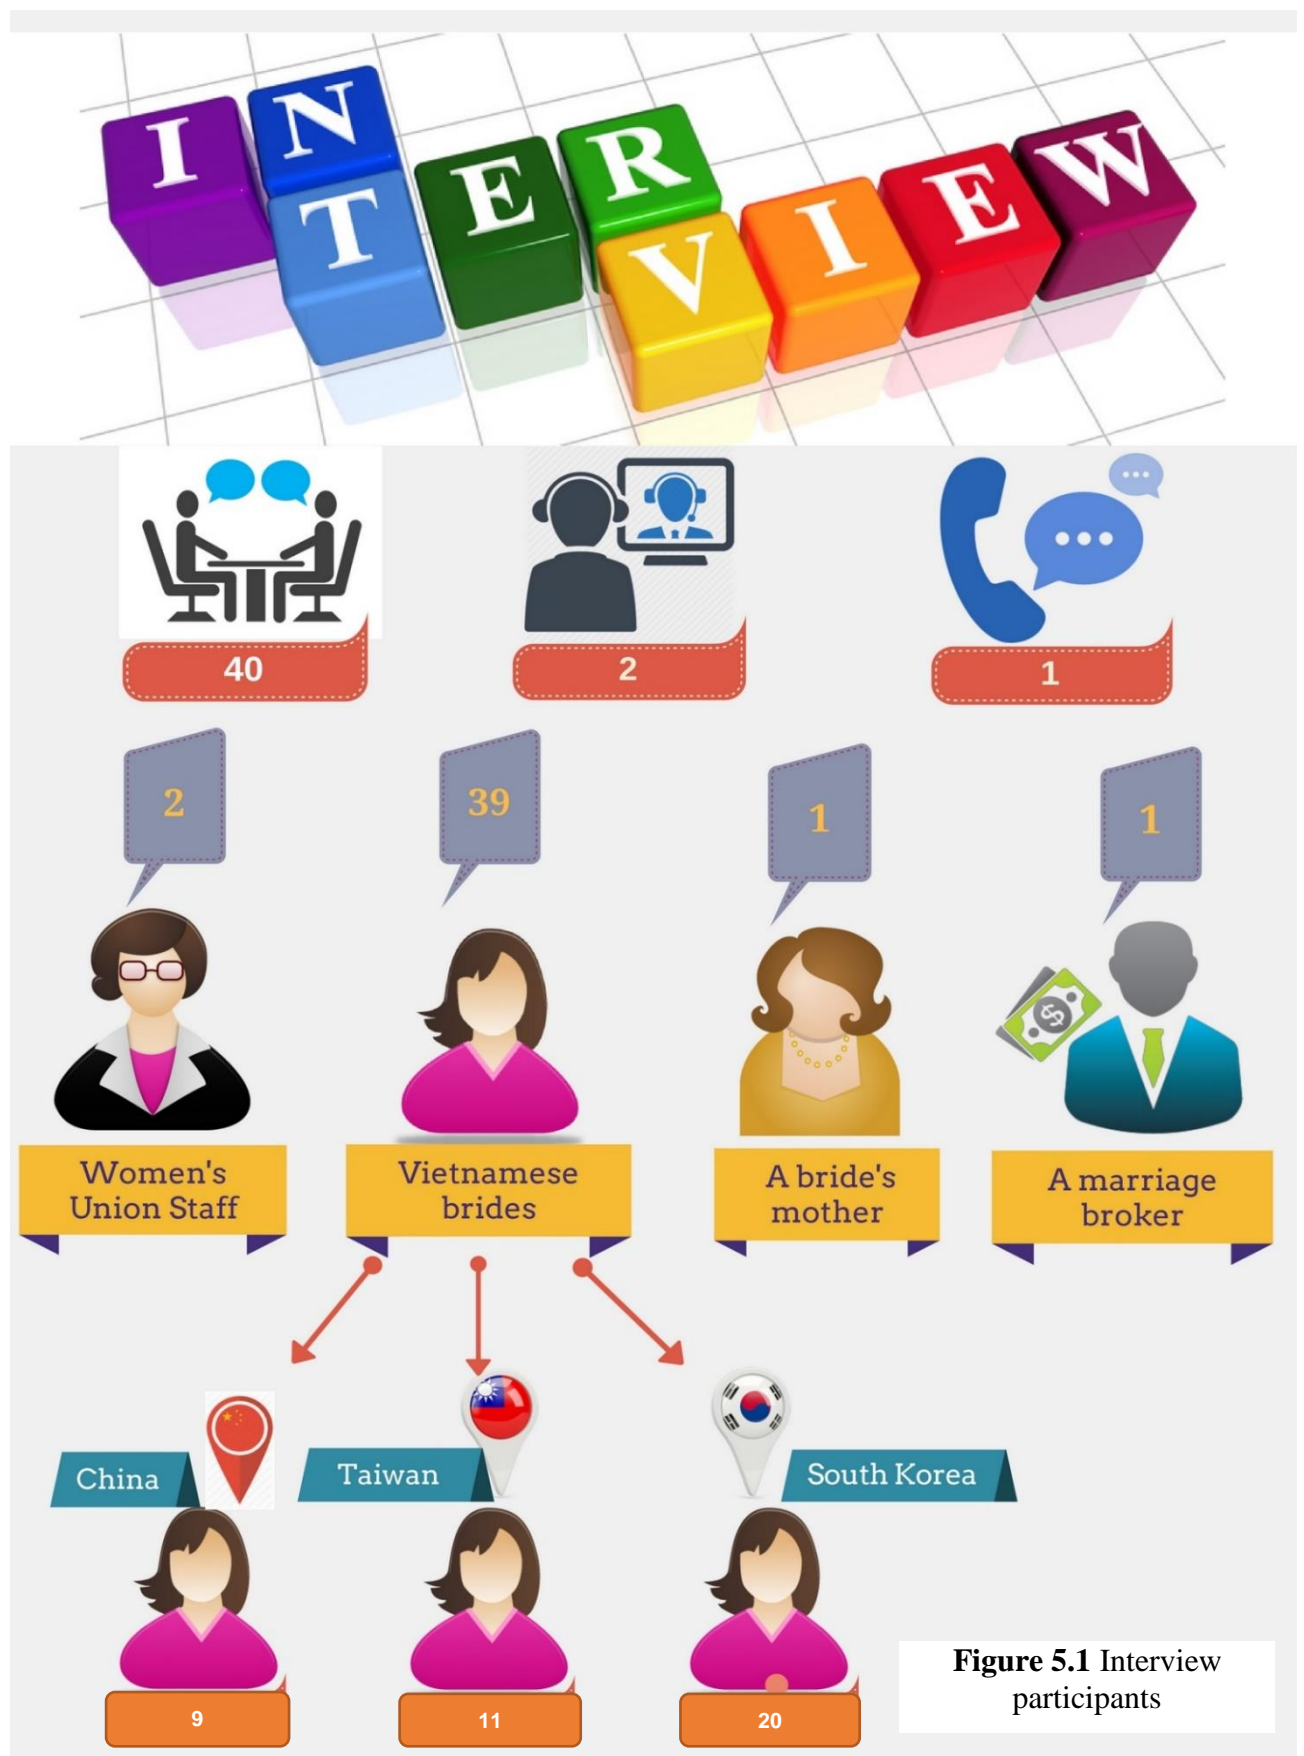 INTERVIEW
40
2
1
2
39
1
1
Women's
Union Staff
Vietnamese
brides
A bride's
mother
A marriage
broker
China
Taiwan
South Korea
9
11
20
Figure 5.1 Interview
participants